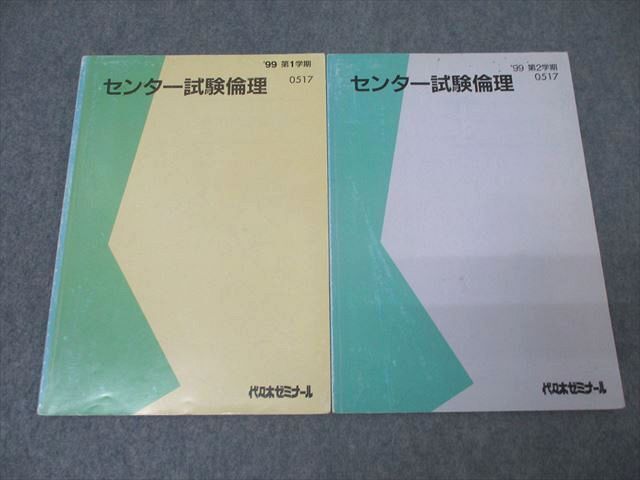 '99 第1学期
センター試験倫理
0517
代々木ゼミナール
'99 第2学期
センター試験倫理
0517
代々木ゼミナール